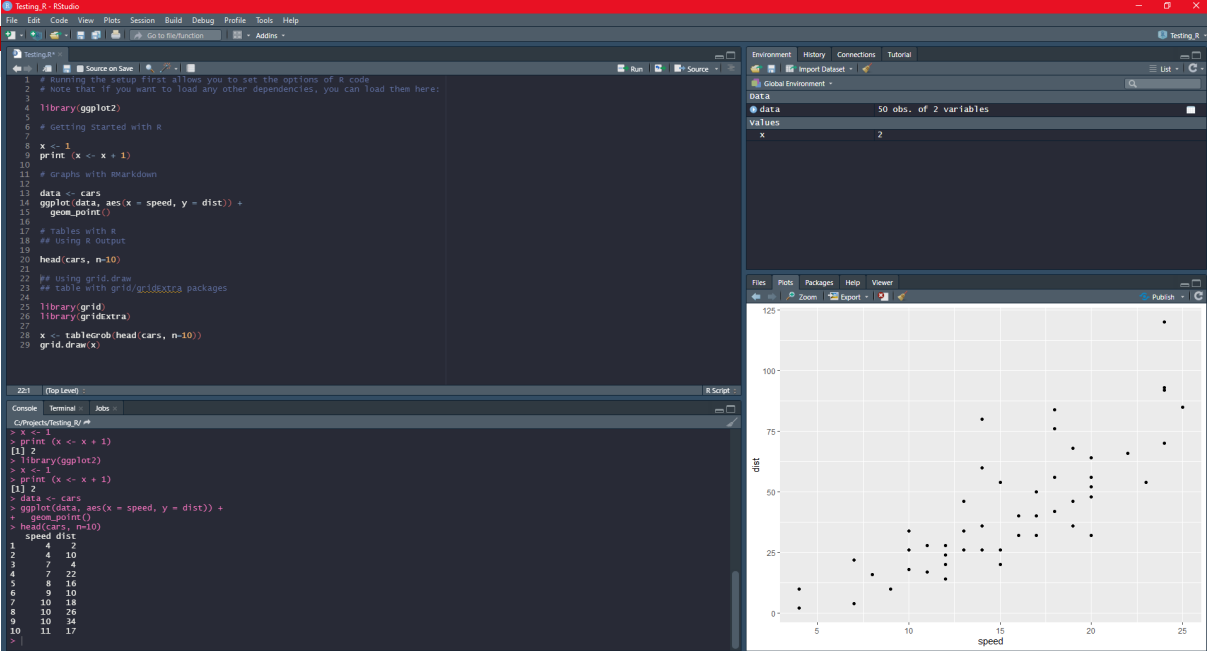 Testing_R - RStudio
File Edit Code View Plots Session Build Debug Profile Tools Help
Go to file/function Addins Testing_R
Testing.R*
Source on Save Run Source
1 # Running the setup first allows you to set the options of R code
2 # Note that if you want to load any other dependencies, you can load them here:
3
4 library(ggplot2)
5
6 # Getting Started with R
7
8 x <- 1
9 print (x <- x + 1)
10
11 # Graphs with RMarkdown
12
13 data <- cars
14 ggplot(data, aes(x = speed, y = dist)) +
15 geom_point()
16
17 # Tables with R
18 ## Using R Output
19
20 head(cars, n=10)
21
22 ## Using grid.draw
23 ## table with grid/gridExtra packages
24
25 library(grid)
26 library(gridExtra)
27
28 x <- tableGrob(head(cars, n=10))
29 grid.draw(x)
22:1 (Top Level) R Script
Console Terminal Jobs
C:/Projects/Testing_R/
> x <- 1
> print (x <- x + 1)
[1] 2
> library(ggplot2)
> x <- 1
> print (x <- x + 1)
[1] 2
> data <- cars
> ggplot(data, aes(x = speed, y = dist)) +
+ geom_point()
> head(cars, n=10)
speed dist
1 4 2
2 4 10
3 7 4
4 7 22
5 8 16
6 9 10
7 10 18
8 10 26
9 10 34
10 11 17
>
Environment History Connections Tutorial
Import Dataset List
Global Environment
Data
data 50 obs. of 2 variables
Values
x 2
Files Plots Packages Help Viewer
Zoom Export Publish
125
100
75
50
25
0
dist
5 10 15 20 25
speed